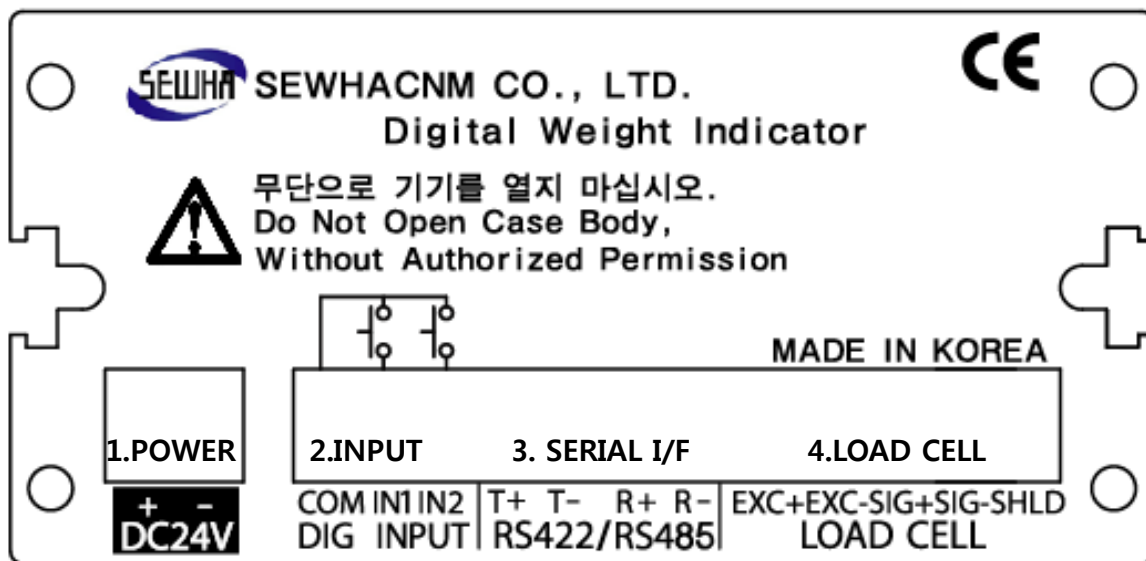 SEWHA SEWHACNM CO., LTD.
CE
Digital Weight Indicator
무단으로 기기를 열지 마십시오.
Do Not Open Case Body,
Without Authorized Permission
MADE IN KOREA
1.POWER 2.INPUT 3. SERIAL I/F 4.LOAD CELL
+ - COM IN1 IN2 T+ T- R+ R- EXC+EXC-SIG+SIG-SHLD
DC24V DIG INPUT RS422/RS485 LOAD CELL